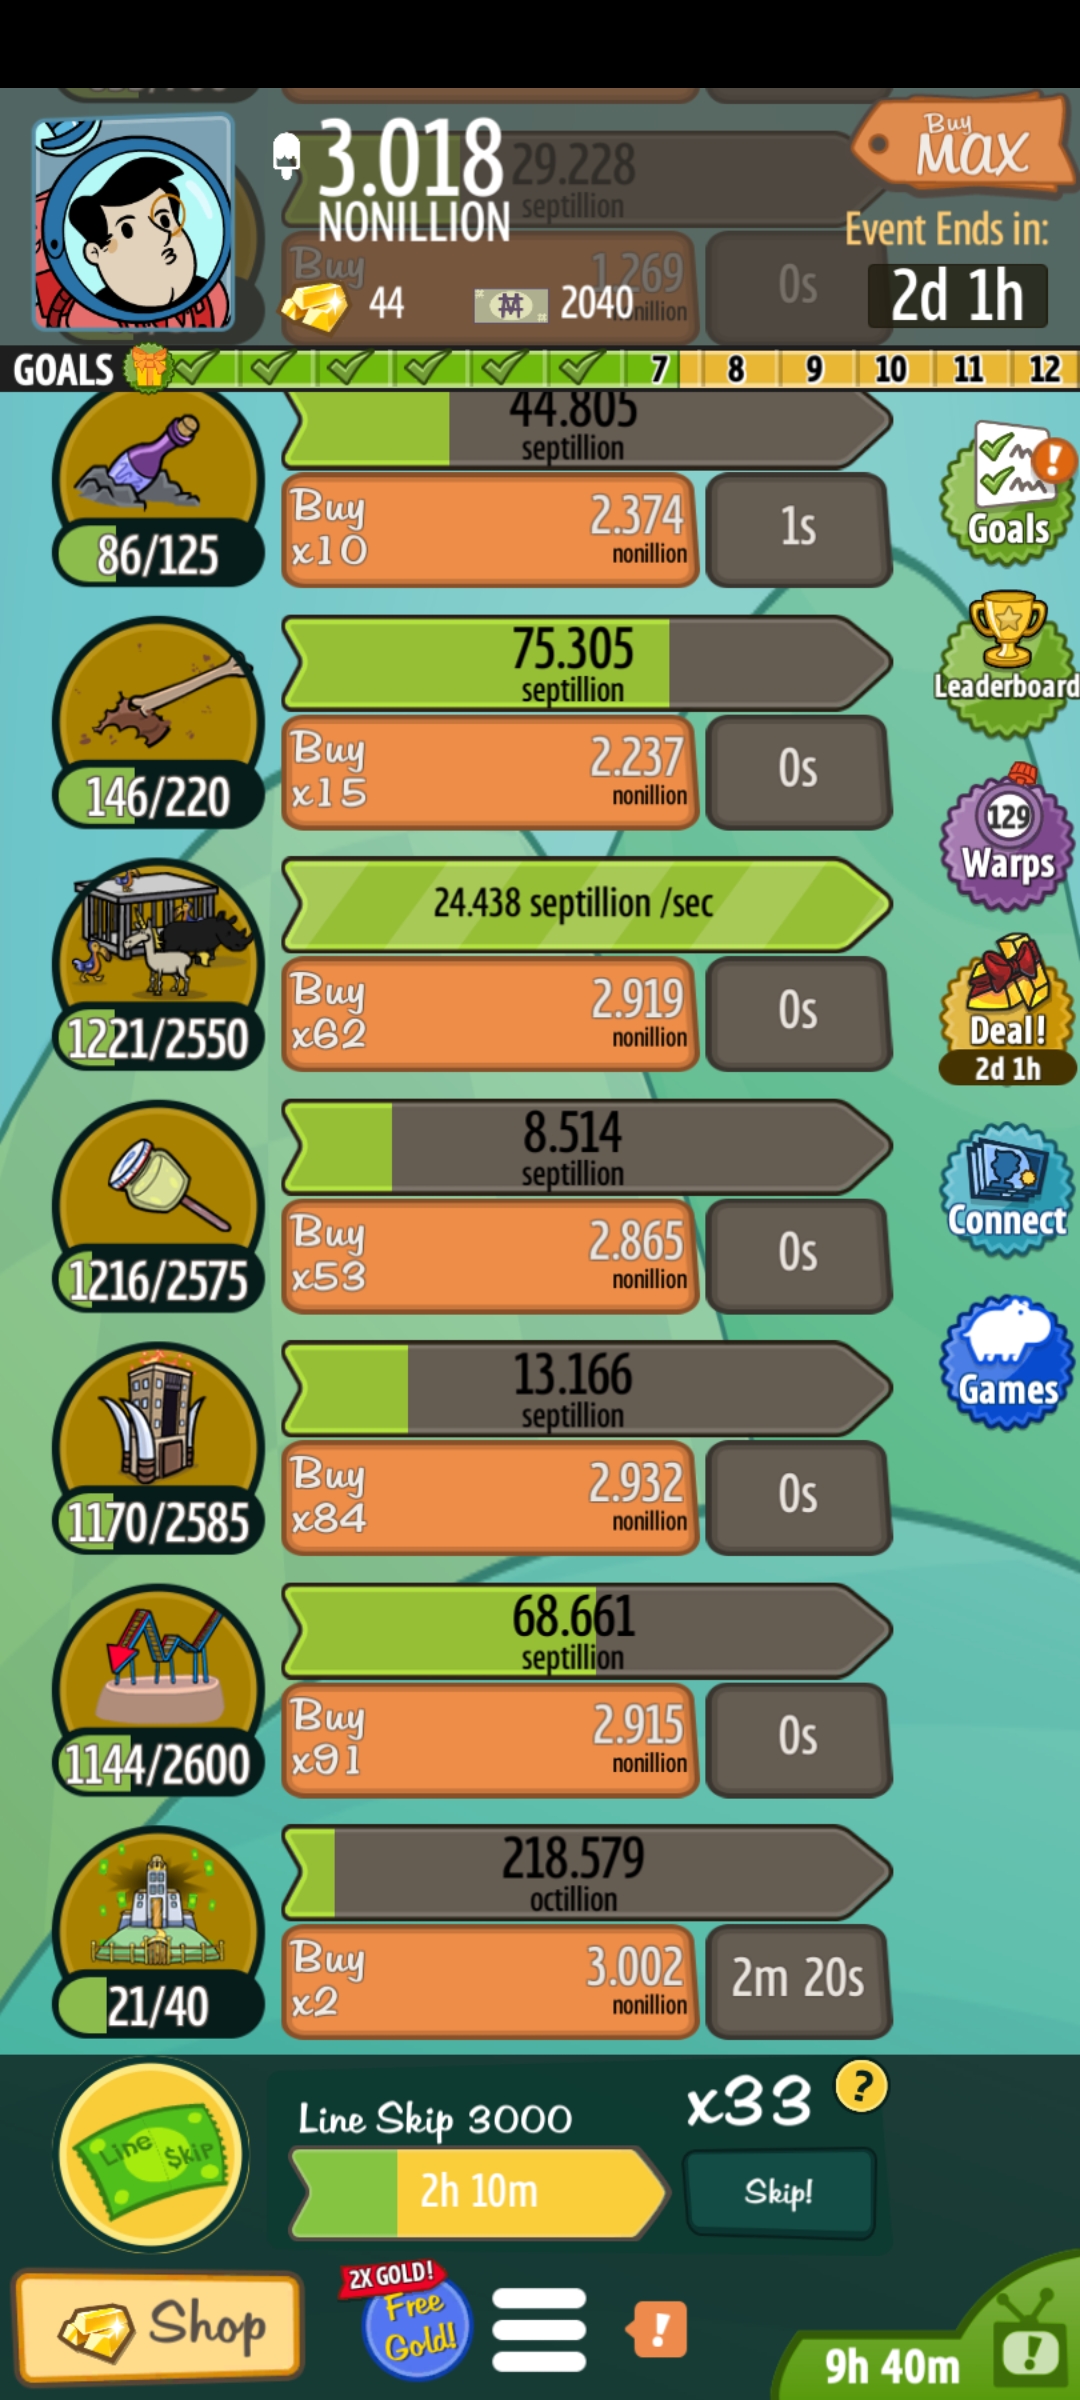 3.018
NONILLION
29.228
septillion
Buy
MAX
Event Ends in:
2d 1h
Buy
1.269
nillion
0s
44
2040
GOALS
7
8
9
10
11
12
44.805
septillion
86/125
Buy
x10
2.374
nonillion
1s
Goals
75.305
septillion
146/220
Buy
x15
2.237
nonillion
0s
Leaderboard
129
Warps
24.438 septillion /sec
1221/2550
Buy
x62
2.919
nonillion
0s
Deal!
2d 1h
8.514
septillion
1216/2575
Buy
x53
2.865
nonillion
0s
Connect
13.166
septillion
1170/2585
Buy
x84
2.932
nonillion
0s
Games
68.661
septillion
1144/2600
Buy
x91
2.915
nonillion
0s
218.579
octillion
21/40
Buy
x2
3.002
nonillion
2m 20s
Line Skip
Line Skip 3000
x33
?
2h 10m
Skip!
Shop
2X GOLD!
Free
Gold!
!
9h 40m
!